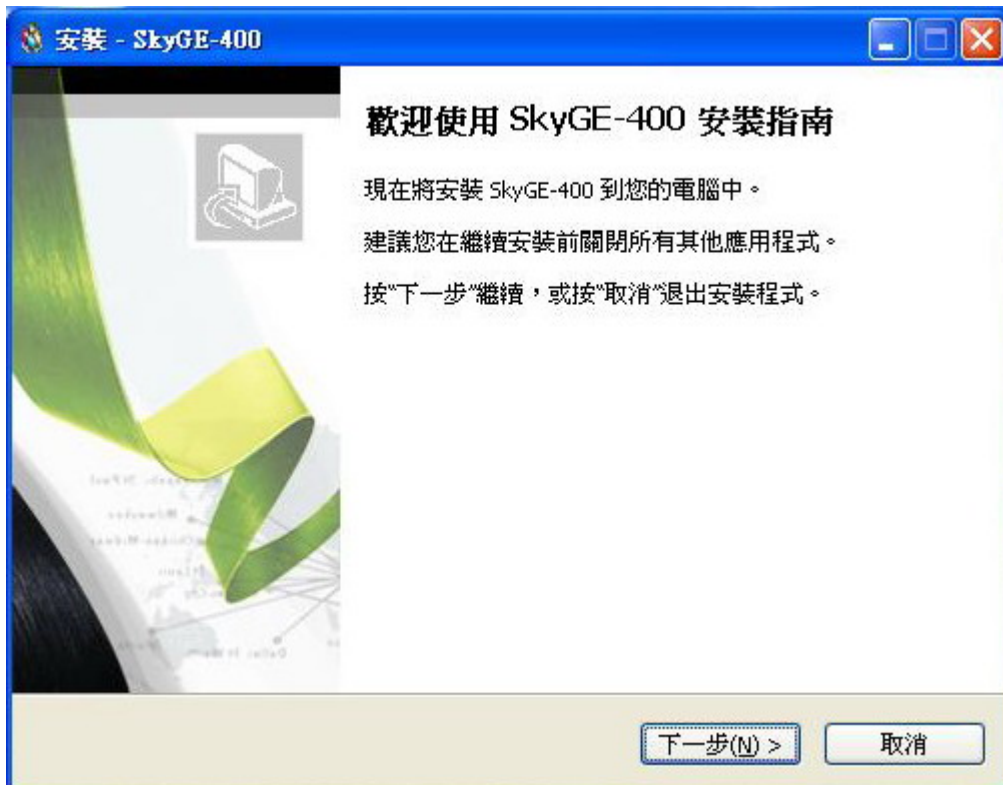 安裝 - SkyGE-400
歡迎使用 SkyGE-400 安裝指南
現在將安裝 SkyGE-400 到您的電腦中。
建議您在繼續安裝前關閉所有其他應用程式。
按"下一步"繼續，或按"取消"退出安裝程式。
下一步(N) >
取消